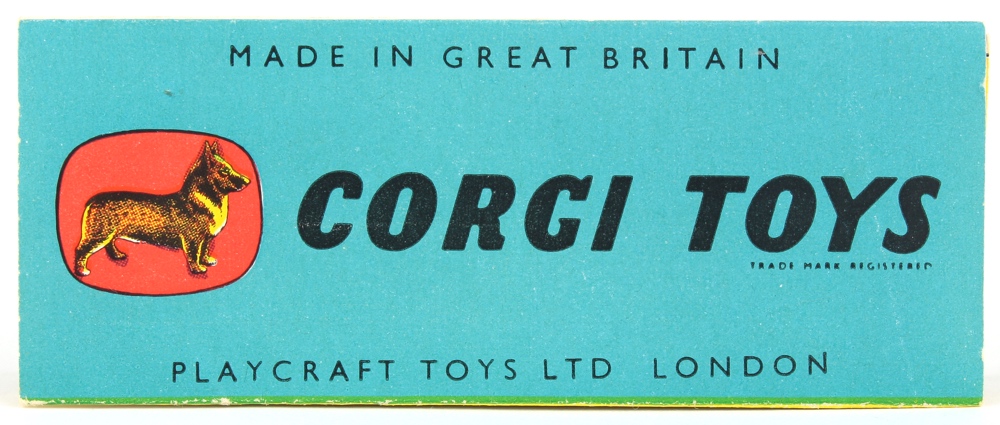 MADE IN GREAT BRITAIN
CORGI TOYS
TRADE MARK REGISTERED
PLAYCRAFT TOYS LTD LONDON